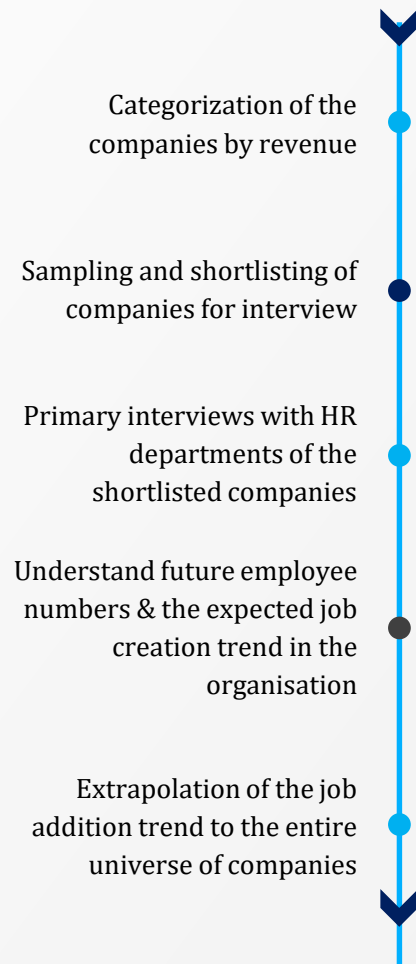 Categorization of the
companies by revenue
Sampling and shortlisting of
companies for interview
Primary interviews with HR
departments of the
shortlisted companies
Understand future employee
numbers & the expected job
creation trend in the
organisation
Extrapolation of the job
addition trend to the entire
universe of companies